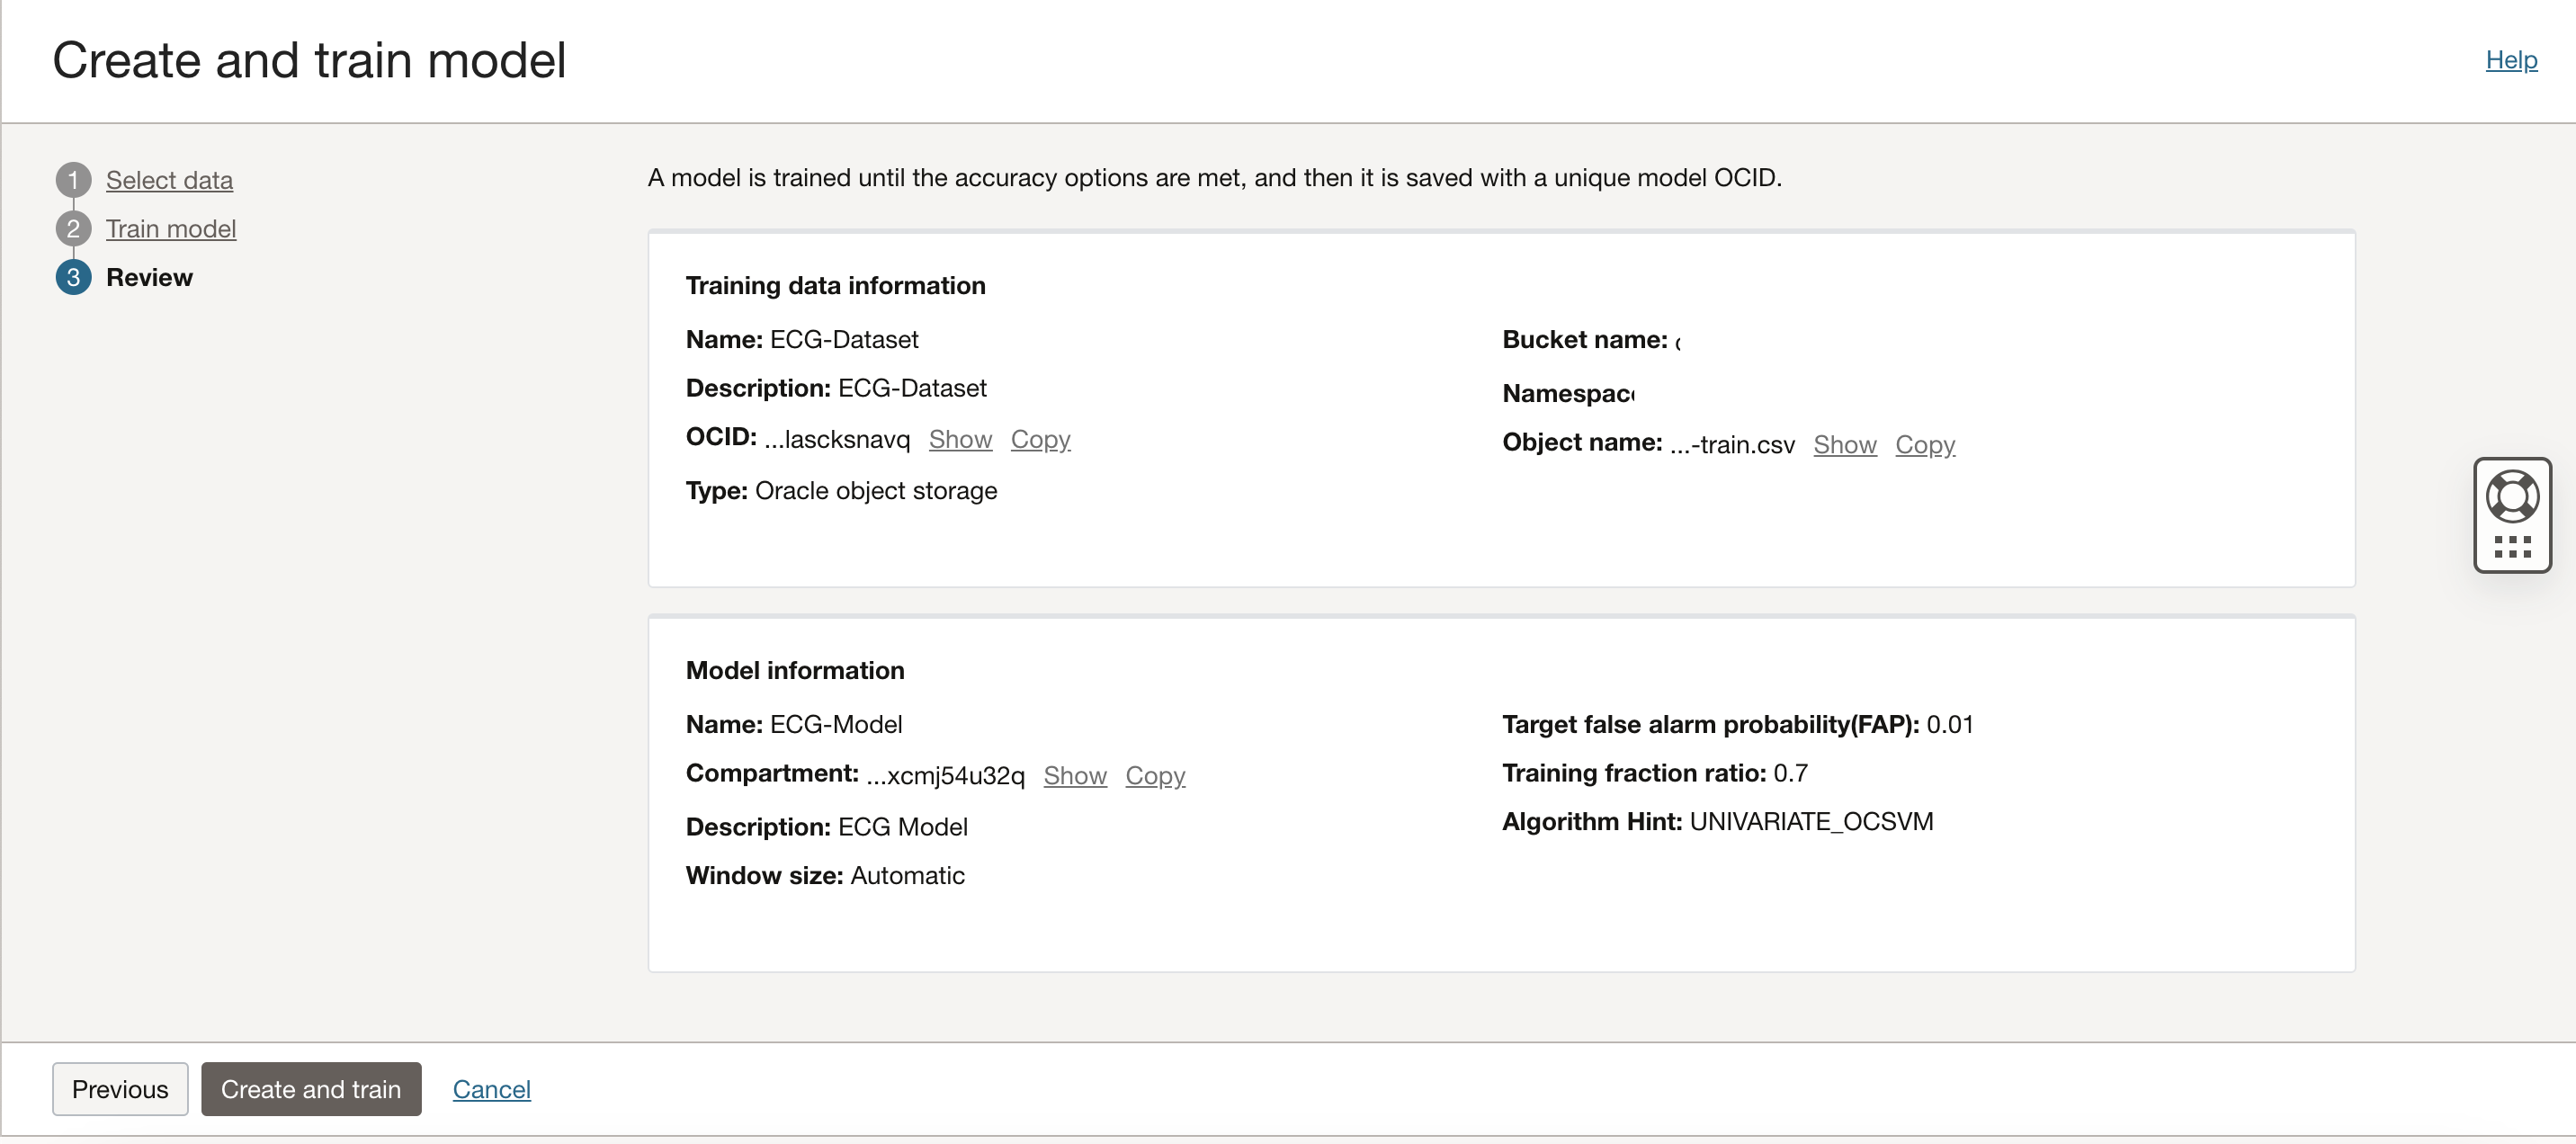 Create and train model
Help
1 Select data
2 Train model
3 Review
A model is trained until the accuracy options are met, and then it is saved with a unique model OCID.
Training data information
Name: ECG-Dataset
Description: ECG-Dataset
OCID: ...lascksnavq Show Copy
Type: Oracle object storage
Bucket name:
Namespace
Object name: ...-train.csv Show Copy
Model information
Name: ECG-Model
Compartment: ...xcmj54u32q Show Copy
Description: ECG Model
Window size: Automatic
Target false alarm probability(FAP): 0.01
Training fraction ratio: 0.7
Algorithm Hint: UNIVARIATE_OCSVM
Previous
Create and train
Cancel